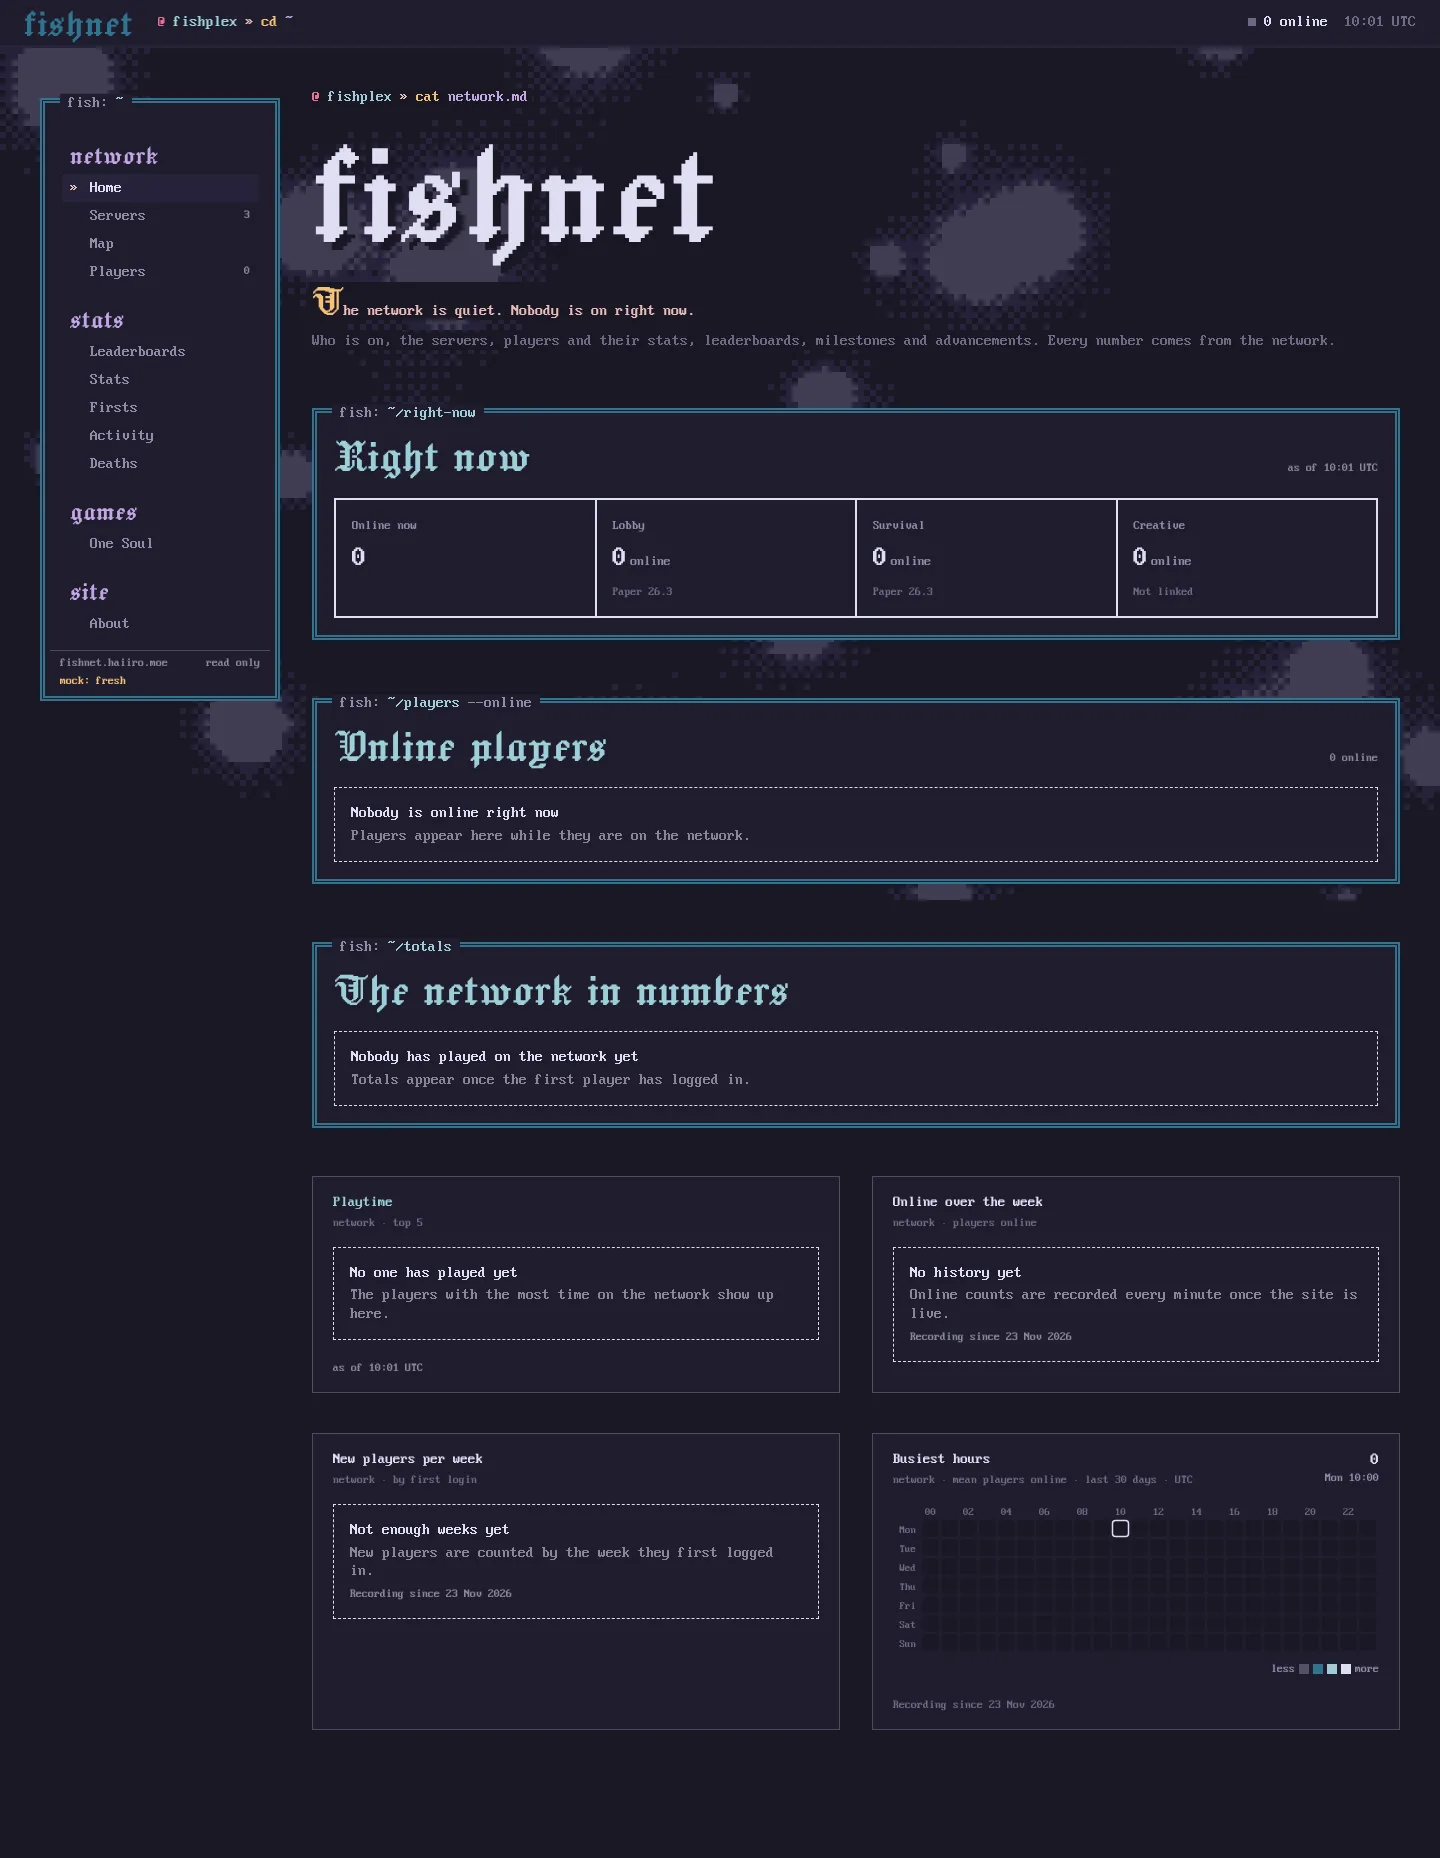 fishnet @ fishplex » cd ~ 0 online 10:01 UTC
fish: ~
network
» Home
Servers 3
Map
Players 0
stats
Leaderboards
Stats
Firsts
Activity
Deaths
games
One Soul
site
About
fishnet.haiiro.moe read only
mock: fresh
@ fishplex » cat network.md
fishnet
The network is quiet. Nobody is on right now.
Who is on, the servers, players and their stats, leaderboards, milestones and advancements. Every number comes from the network.
fish: ~/right-now
Right now as of 10:01 UTC
Online now Lobby Survival Creative
0 0 online 0 online 0 online
Paper 26.3 Paper 26.3 Not linked
fish: ~/players --online
Online players 0 online
Nobody is online right now
Players appear here while they are on the network.
fish: ~/totals
The network in numbers
Nobody has played on the network yet
Totals appear once the first player has logged in.
Playtime
network · top 5
No one has played yet
The players with the most time on the network show up
here.
as of 10:01 UTC
Online over the week
network · players online
No history yet
Online counts are recorded every minute once the site is
live.
Recording since 23 Nov 2026
New players per week
network · by first login
Not enough weeks yet
New players are counted by the week they first logged
in.
Recording since 23 Nov 2026
Busiest hours 0
network · mean players online · last 30 days · UTC Mon 10:00
00 02 04 06 08 10 12 14 16 18 20 22
Mon
Tue
Wed
Thu
Fri
Sat
Sun
less more
Recording since 23 Nov 2026